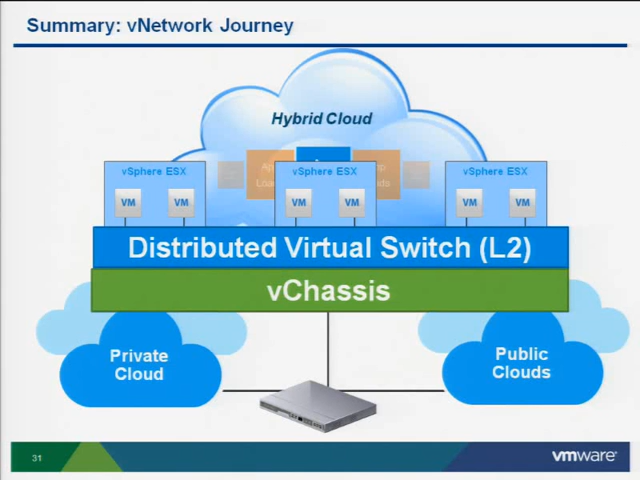 Summary: vNetwork Journey
Hybrid Cloud
vSphere ESX
vSphere ESX
vSphere ESX
VM VM
VM VM
VM VM
Distributed Virtual Switch (L2)
vChassis
Private
Cloud
Public
Clouds
31
vmware